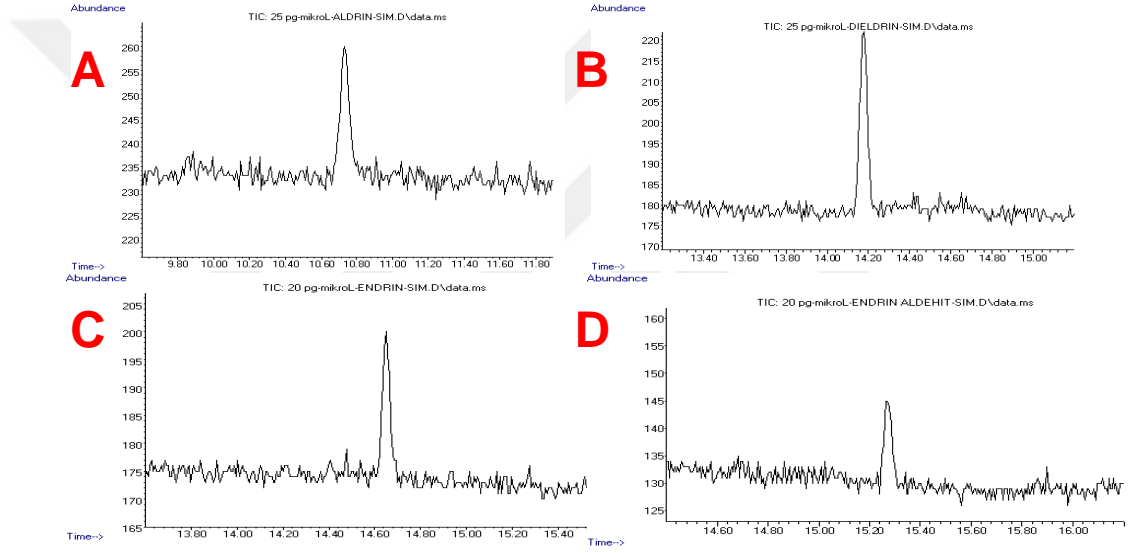 Abundance
TIC: 25 pg-mikroL-ALDRIN-SIM.D\data.ms
A
260
255
250
245
240
235
230
225
220
9.80 10.00 10.20 10.40 10.60 10.80 11.00 11.20 11.40 11.60 11.80
Time-->
Abundance
TIC: 25 pg-mikroL-DIELDRIN-SIM.D\data.ms
B
220
215
210
205
200
195
190
185
180
175
170
13.40 13.60 13.80 14.00 14.20 14.40 14.60 14.80 15.00
Time-->
Abundance
TIC: 20 pg-mikroL-ENDRIN-SIM.D\data.ms
C
205
200
195
190
185
180
175
170
165
13.80 14.00 14.20 14.40 14.60 14.80 15.00 15.20 15.40
Time-->
Abundance
TIC: 20 pg-mikroL-ENDRIN ALDEHIT-SIM.D\data.ms
D
160
155
150
145
140
135
130
125
14.60 14.80 15.00 15.20 15.40 15.60 15.80 16.00
Time-->